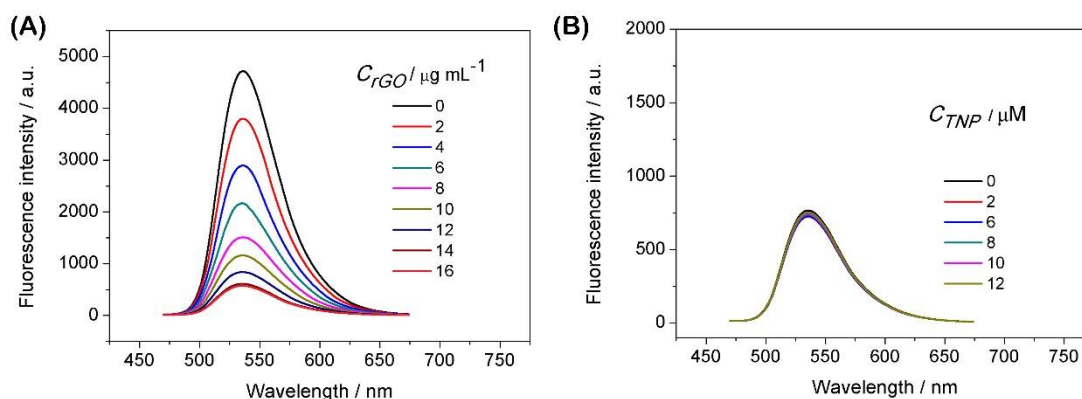 (A)
Fluorescence intensity / a.u.
5000
4000
3000
2000
1000
0
C_rGO / μg mL⁻¹
0
2
4
6
8
10
12
14
16
450 500 550 600 650 700 750
Wavelength / nm
(B)
Fluorescence intensity / a.u.
2000
1500
1000
500
0
C_TNP / μM
0
2
6
8
10
12
450 500 550 600 650 700 750
Wavelength / nm